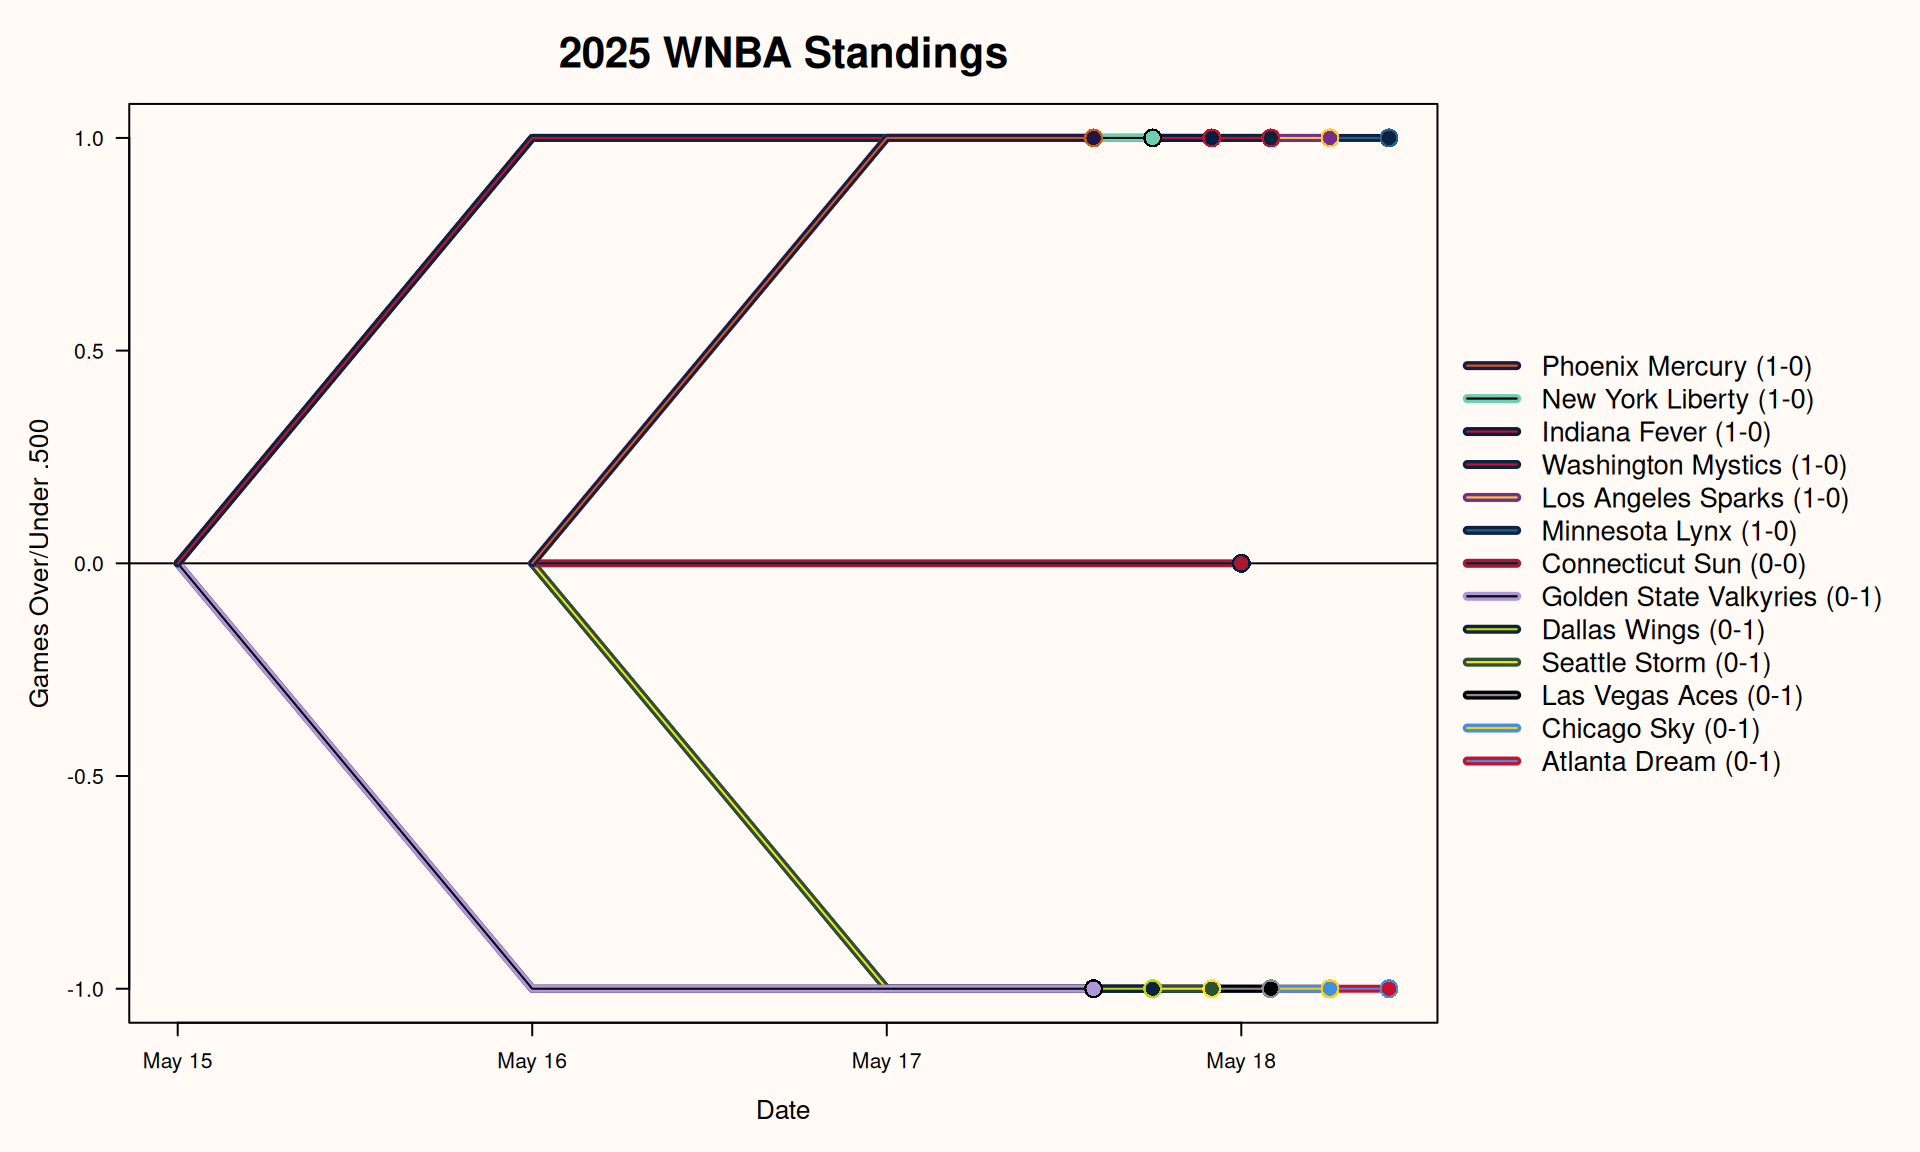 2025 WNBA Standings
1.0
0.5
0.0
-0.5
-1.0
Games Over/Under .500
May 15
May 16
May 17
May 18
Date
Phoenix Mercury (1-0)
New York Liberty (1-0)
Indiana Fever (1-0)
Washington Mystics (1-0)
Los Angeles Sparks (1-0)
Minnesota Lynx (1-0)
Connecticut Sun (0-0)
Golden State Valkyries (0-1)
Dallas Wings (0-1)
Seattle Storm (0-1)
Las Vegas Aces (0-1)
Chicago Sky (0-1)
Atlanta Dream (0-1)